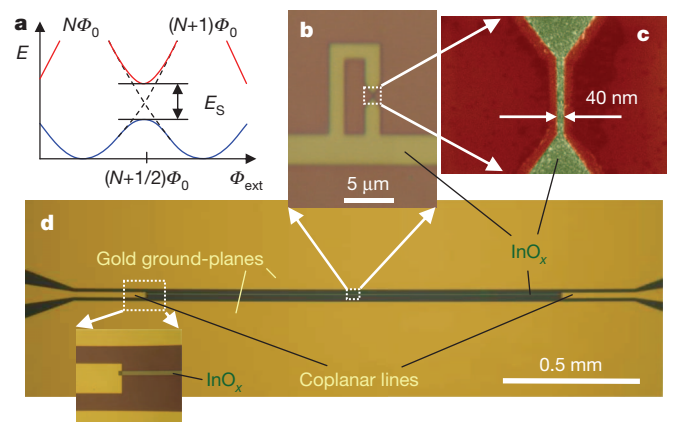 a
NΦ₀
(N+1)Φ₀
E
Eₛ
(N+1/2)Φ₀
Φₑₓₜ
b
5 μm
c
40 nm
InOₓ
d
Gold ground-planes
InOₓ
Coplanar lines
0.5 mm